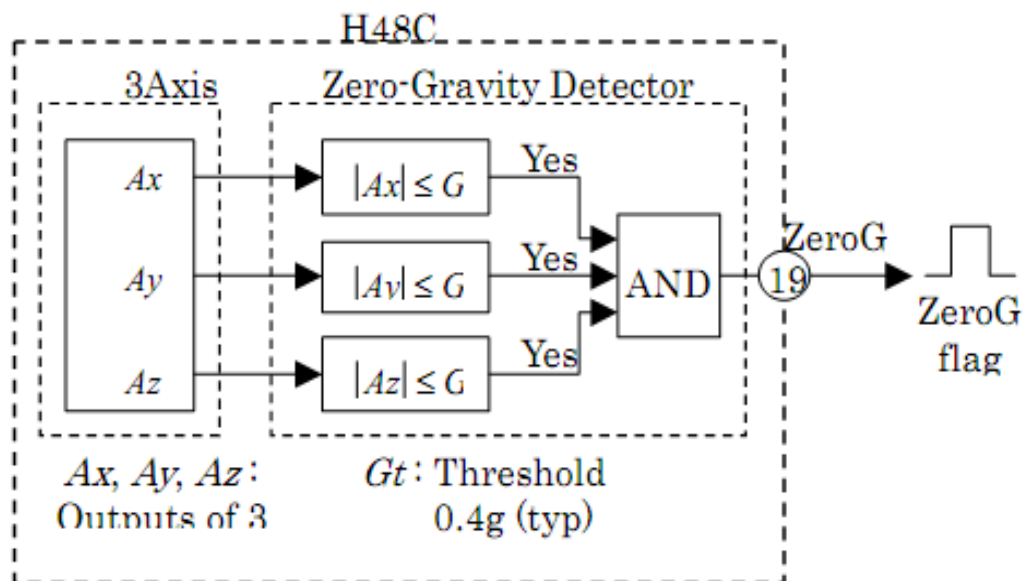 H48C
3Axis
Zero-Gravity Detector
Ax
|Ax| ≤ G
Yes
Ay
|Ay| ≤ G
Yes
AND
19
ZeroG
ZeroG
flag
Az
|Az| ≤ G
Yes
Ax, Ay, Az :
Outputs of 3
Gt : Threshold
0.4g (typ)